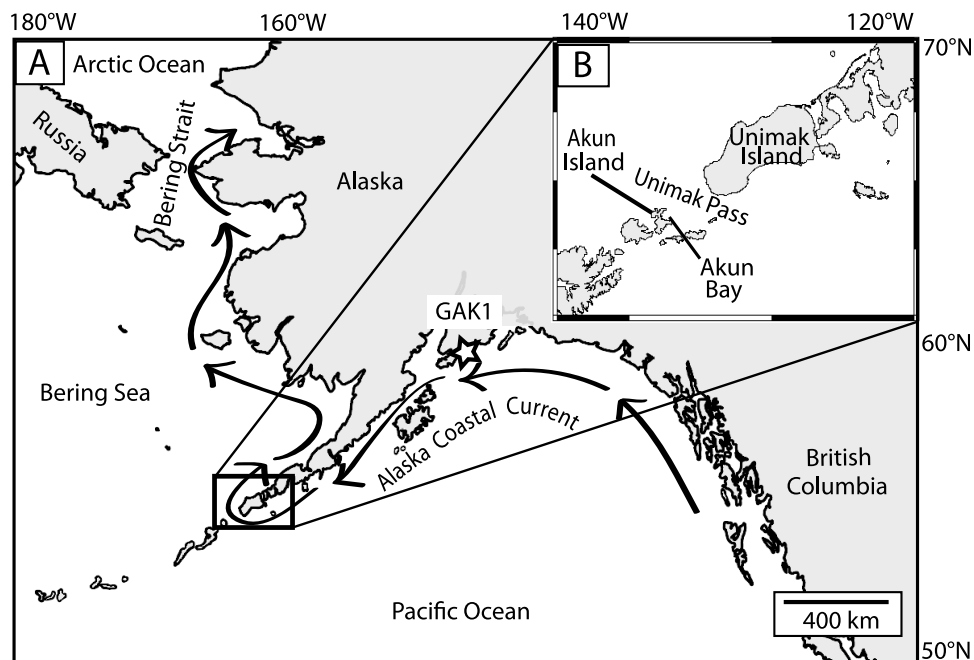 180°W 160°W 140°W 120°W
A
Arctic Ocean
B
70°N
Russia
Bering Strait
Alaska
Akun
Island
Unimak
Island
Unimak Pass
Akun
Bay
GAK1
60°N
Bering Sea
Alaska Coastal Current
British
Columbia
Pacific Ocean
400 km
50°N